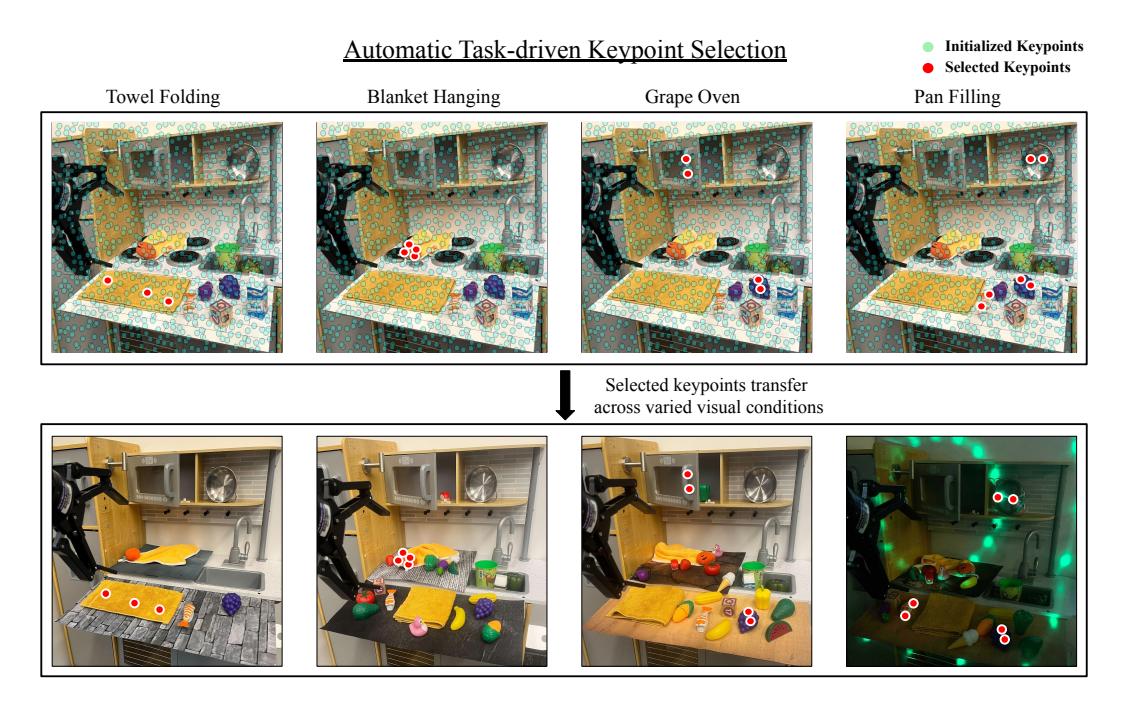 Automatic Task-driven Keypoint Selection
Initialized Keypoints
Selected Keypoints
Towel Folding
Blanket Hanging
Grape Oven
Pan Filling
Selected keypoints transfer
across varied visual conditions